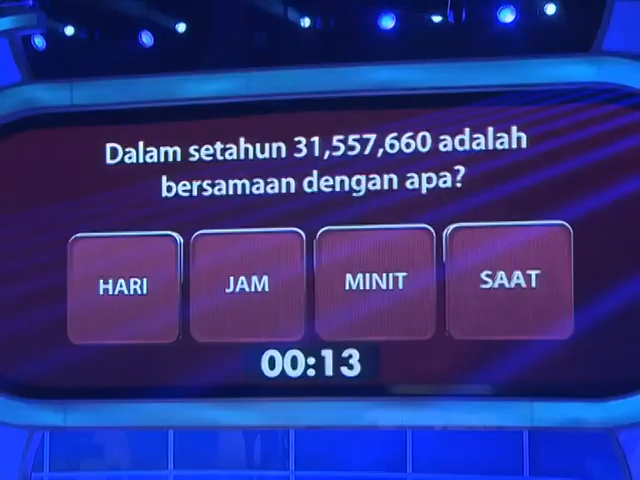 Dalam setahun 31,557,660 adalah
bersamaan dengan apa?
HARI
JAM
MINIT
SAAT
00:13